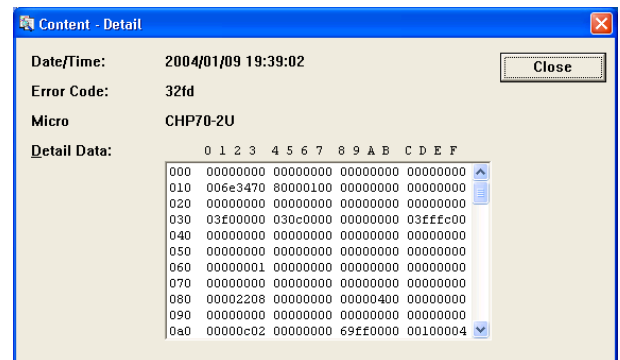 Content - Detail
Date/Time: 2004/01/09 19:39:02
Close
Error Code: 32fd
Micro CHP70-2U
Detail Data: 0 1 2 3 4 5 6 7 8 9 A B C D E F
000 00000000 00000000 00000000 00000000
010 006e3470 80000100 00000000 00000000
020 00000000 00000000 00000000 00000000
030 03f00000 030c0000 00000000 03fffc00
040 00000000 00000000 00000000 00000000
050 00000000 00000000 00000000 00000000
060 00000001 00000000 00000000 00000000
070 00000000 00000000 00000000 00000000
080 00002208 00000000 00000400 00000000
090 00000000 00000000 00000000 00000000
0a0 00000c02 00000000 69ff0000 00100004